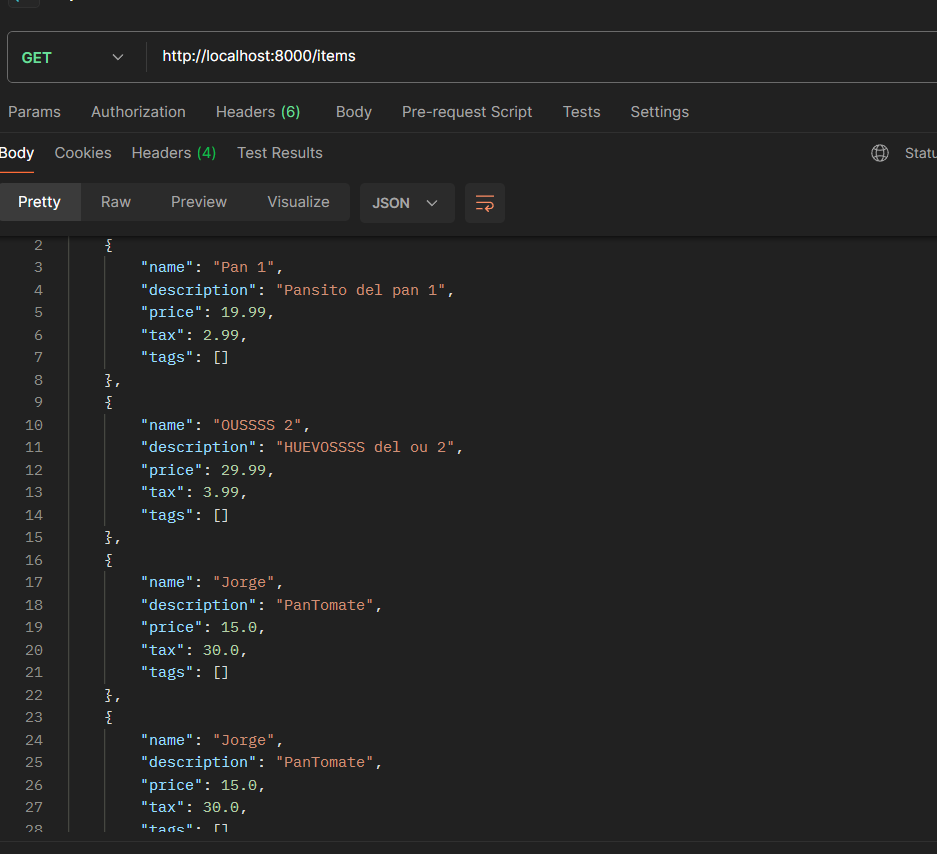 GET http://localhost:8000/items
Params Authorization Headers (6) Body Pre-request Script Tests Settings
Body Cookies Headers (4) Test Results
Pretty Raw Preview Visualize JSON
2 {
3 "name": "Pan 1",
4 "description": "Pansito del pan 1",
5 "price": 19.99,
6 "tax": 2.99,
7 "tags": []
8 },
9 {
10 "name": "OUSSSS 2",
11 "description": "HUEVOSSSS del ou 2",
12 "price": 29.99,
13 "tax": 3.99,
14 "tags": []
15 },
16 {
17 "name": "Jorge",
18 "description": "PanTomate",
19 "price": 15.0,
20 "tax": 30.0,
21 "tags": []
22 },
23 {
24 "name": "Jorge",
25 "description": "PanTomate",
26 "price": 15.0,
27 "tax": 30.0,
28 "tags": []